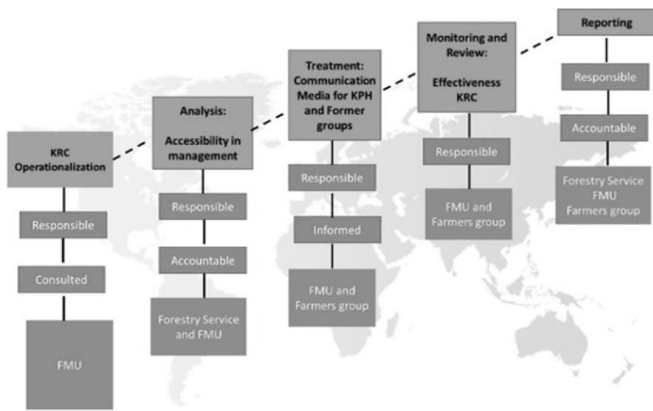 KRC
Operationalization
Responsible
Consulted
FMU
Analysis:
Accessibility in
management
Responsible
Accountable
Forestry Service
and FMU
Treatment:
Communication
Media for KPH
and Former
groups
Responsible
Informed
FMU and
Farmers group
Monitoring and
Review:
Effectiveness
KRC
Responsible
FMU and
Farmers group
Reporting
Responsible
Accountable
Forestry Service
FMU
Farmers group